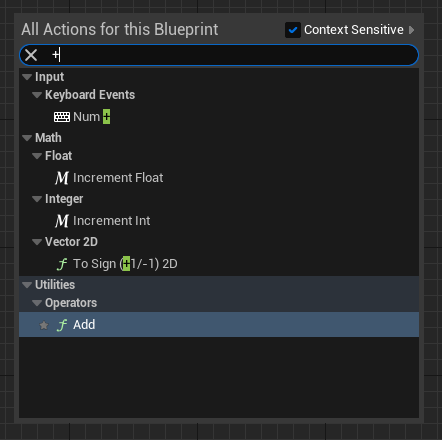 All Actions for this Blueprint Context Sensitive
+
Input
Keyboard Events
Num +
Math
Float
Increment Float
Integer
Increment Int
Vector 2D
To Sign (+1/-1) 2D
Utilities
Operators
Add